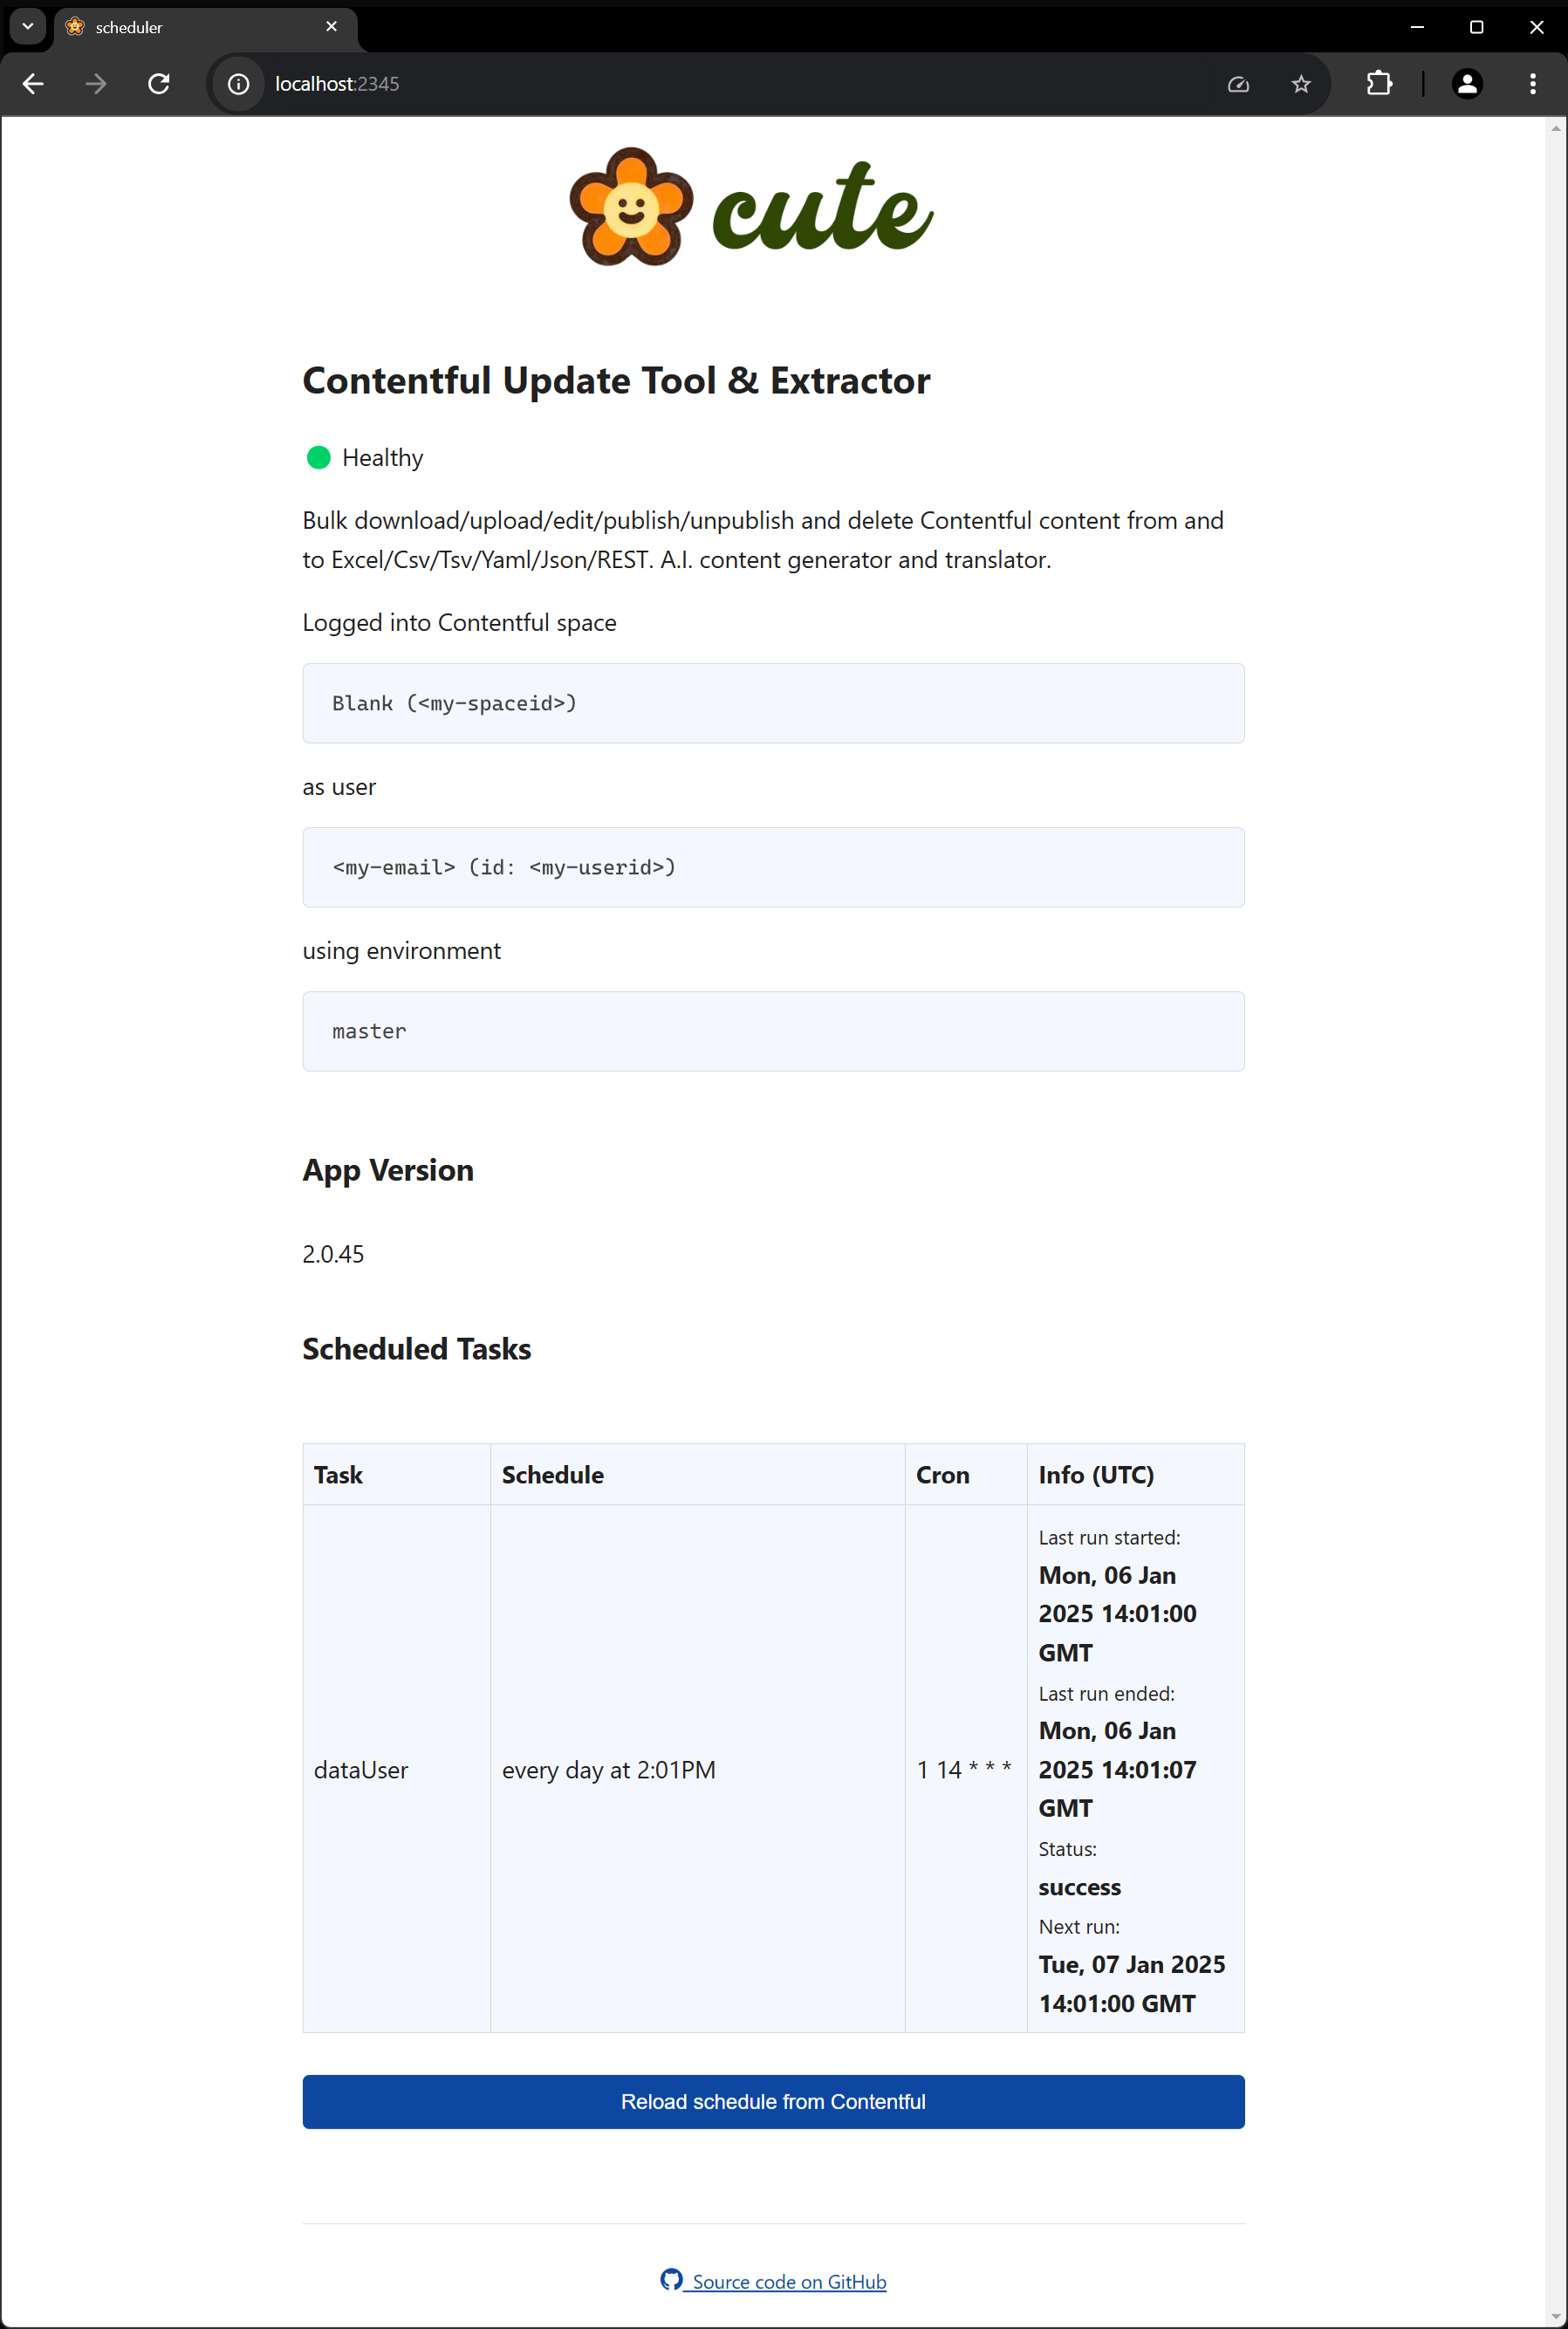 scheduler
localhost:2345
cute
Contentful Update Tool & Extractor
Healthy
Bulk download/upload/edit/publish/unpublish and delete Contentful content from and
to Excel/Csv/Tsv/Yaml/Json/REST. A.I. content generator and translator.
Logged into Contentful space
Blank (<my-spaceid>)
as user
<my-email> (id: <my-userid>)
using environment
master
App Version
2.0.45
Scheduled Tasks
Task Schedule Cron Info (UTC)
dataUser every day at 2:01PM 1 14 * * *
Last run started:
Mon, 06 Jan
2025 14:01:00
GMT
Last run ended:
Mon, 06 Jan
2025 14:01:07
GMT
Status:
success
Next run:
Tue, 07 Jan 2025
14:01:00 GMT
Reload schedule from Contentful
Source code on GitHub